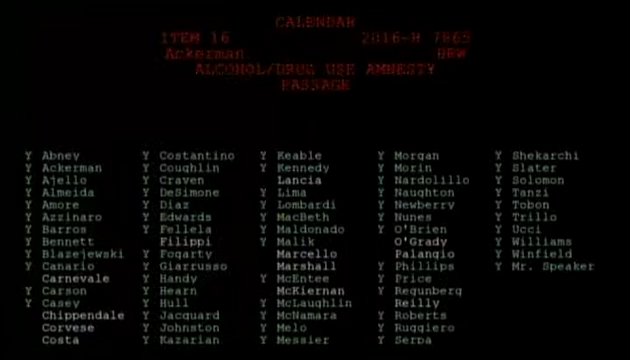 CALENDAR
ITEM 16 2016-H 7865
Ackerman NEW
ALCOHOL/DRUG USE AMNESTY
PASSAGE
Y Abney Y Costantino Y Keable Y Morgan Y Shekarchi
Y Ackerman Y Coughlin Y Kennedy Y Morin Y Slater
Y Ajello Y Craven Lancia Y Nardolillo Y Solomon
Y Almeida Y DeSimone Y Lima Y Naughton Y Tanzi
Y Amore Y Diaz Y Lombardi Y Newberry Y Tobon
Y Azzinaro Y Edwards Y MacBeth Y Nunes Y Trillo
Y Barros Y Fellela Y Maldonado Y O'Brien Y Ucci
Y Bennett Filippi Y Malik O'Grady Y Williams
Y Blazejewski Y Fogarty Marcello Palangio Y Winfield
Y Canario Y Giarrusso Marshall Y Phillips Y Mr. Speaker
Carnevale Y Handy Y McEntee Y Price
Y Carson Y Hearn McKiernan Y Regunberg
Y Casey Y Hull Y McLaughlin Reilly
Chippendale Y Jacquard Y McNamara Y Roberts
Corvese Y Johnston Y Melo Y Ruggiero
Costa Y Kazarian Y Messier Y Serpa